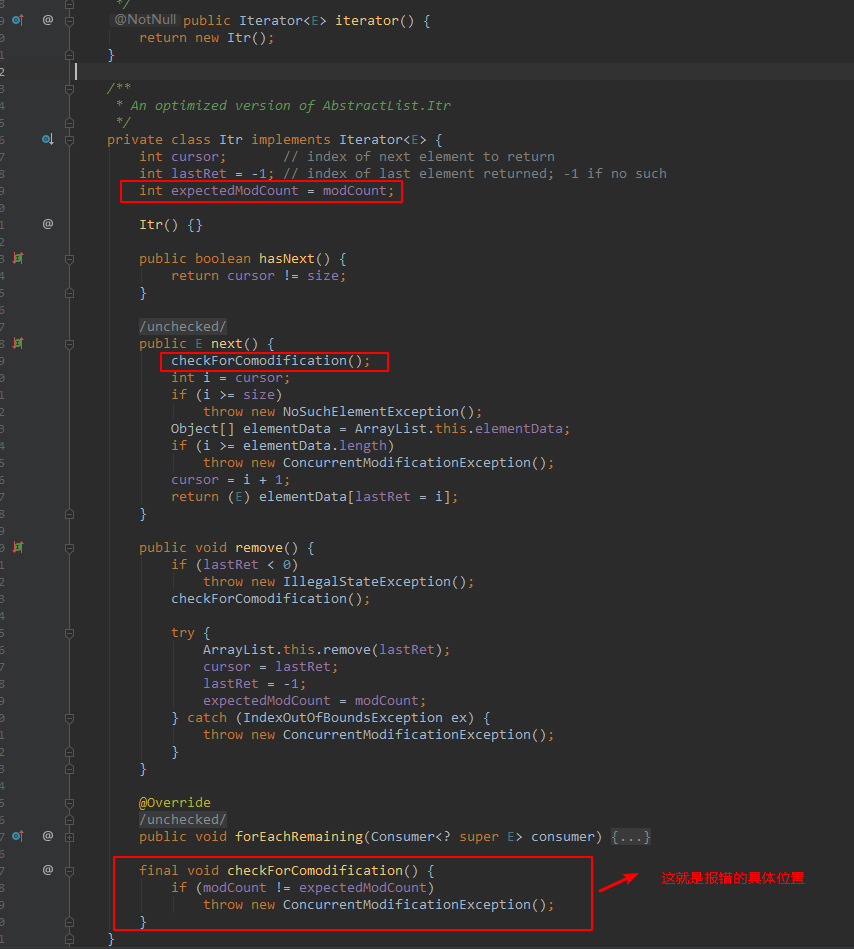 */
@NotNull public Iterator<E> iterator() {
return new Itr();
}
/**
* An optimized version of AbstractList.Itr
*/
private class Itr implements Iterator<E> {
int cursor;       // index of next element to return
int lastRet = -1; // index of last element returned; -1 if no such
int expectedModCount = modCount;
Itr() {}
public boolean hasNext() {
return cursor != size;
}
/unchecked/
public E next() {
checkForComodification();
int i = cursor;
if (i >= size)
throw new NoSuchElementException();
Object[] elementData = ArrayList.this.elementData;
if (i >= elementData.length)
throw new ConcurrentModificationException();
cursor = i + 1;
return (E) elementData[lastRet = i];
}
public void remove() {
if (lastRet < 0)
throw new IllegalStateException();
checkForComodification();
try {
ArrayList.this.remove(lastRet);
cursor = lastRet;
lastRet = -1;
expectedModCount = modCount;
} catch (IndexOutOfBoundsException ex) {
throw new ConcurrentModificationException();
}
}
@Override
/unchecked/
public void forEachRemaining(Consumer<? super E> consumer) {...}
final void checkForComodification() {
if (modCount != expectedModCount)
throw new ConcurrentModificationException();
}
}
这就是报错的具体位置